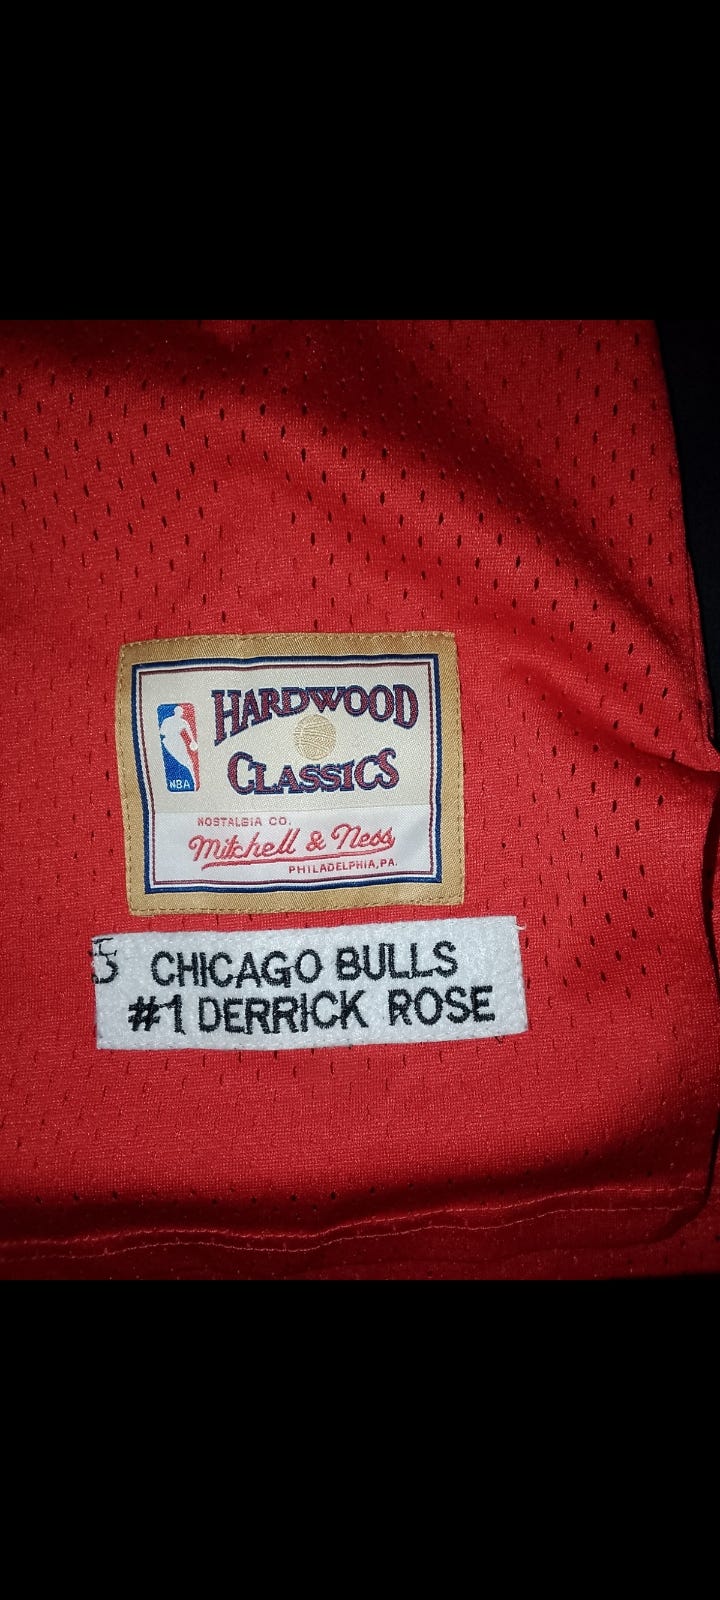 HARDWOOD
CLASSICS
NBA
NOSTALGIA CO.
Mitchell & Ness
PHILADELPHIA, PA.
CHICAGO BULLS
#1 DERRICK ROSE